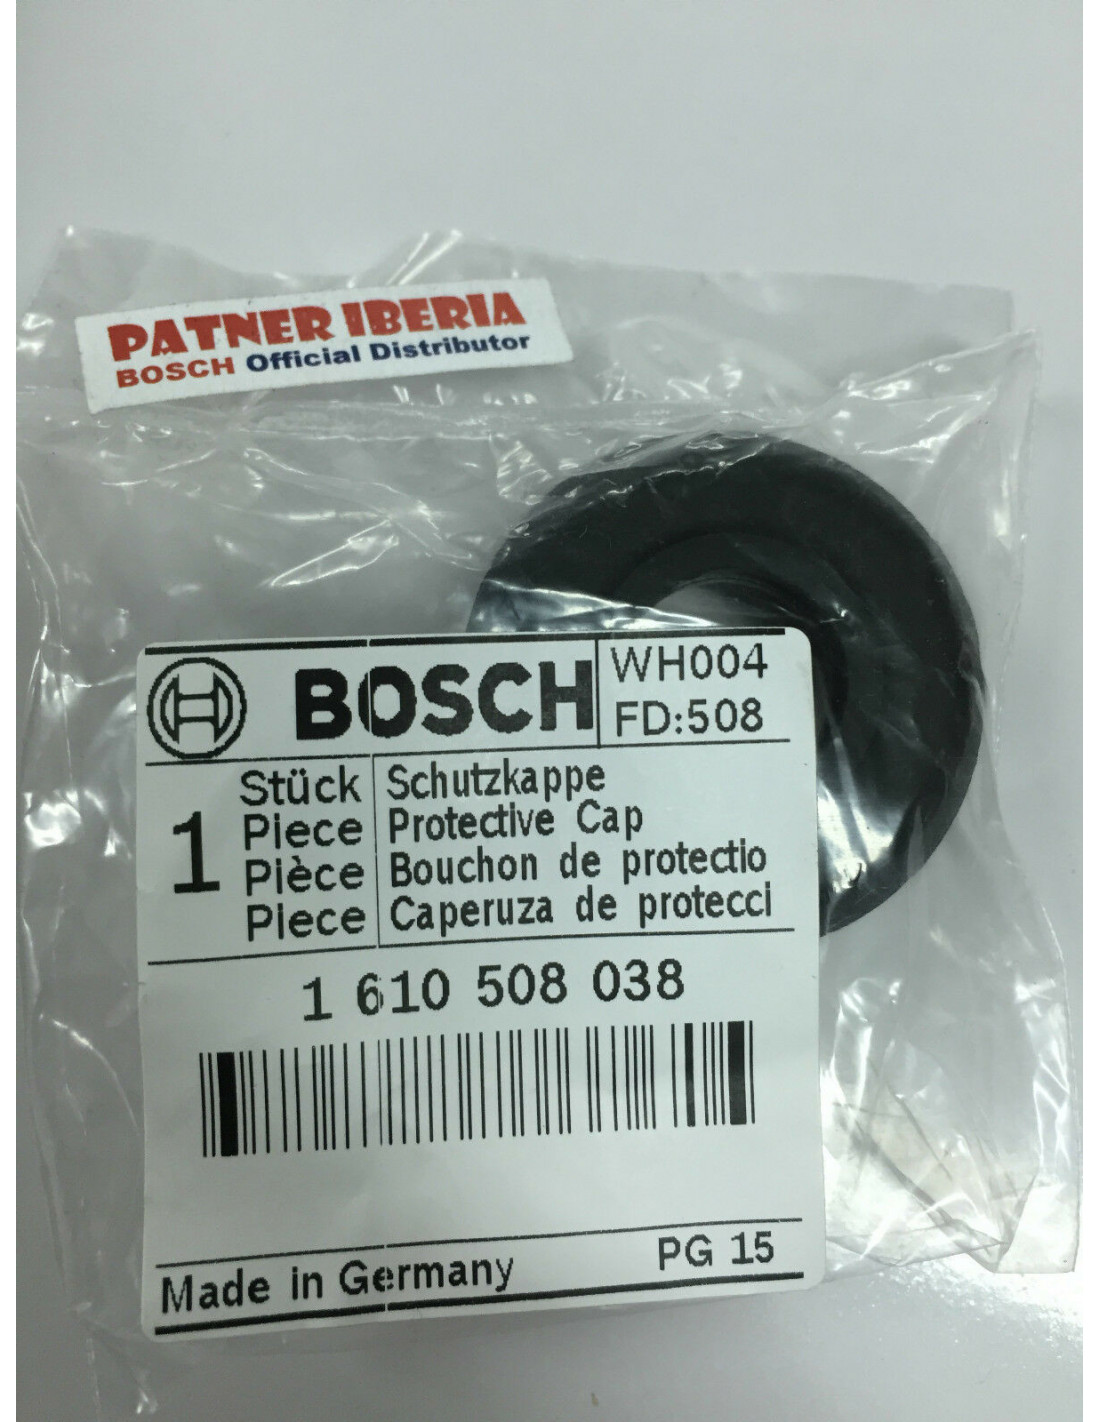 PATNER IBERIA
BOSCH Official Distributor
BOSCH
WH004
FD:508
1
Stück
Piece
Pièce
Piece
Schutzkappe
Protective Cap
Bouchon de protectio
Caperuza de protecci
1 610 508 038
Made in Germany
PG 15